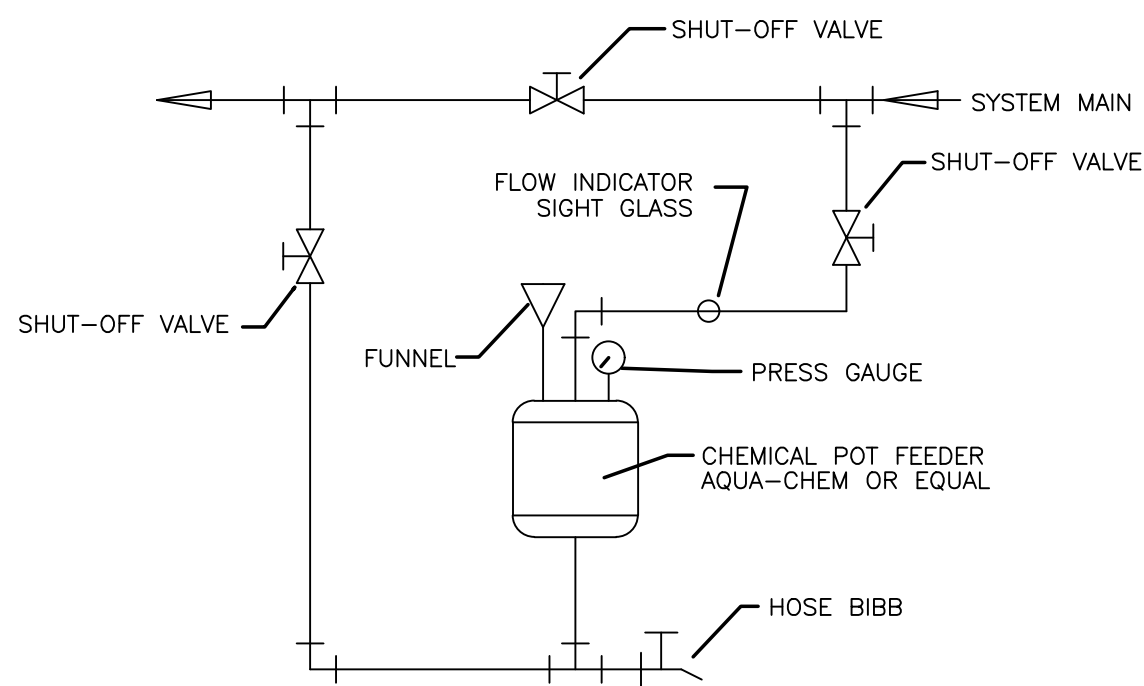 SHUT-OFF VALVE
SYSTEM MAIN
SHUT-OFF VALVE
FLOW INDICATOR
SIGHT GLASS
SHUT-OFF VALVE
FUNNEL
PRESS GAUGE
CHEMICAL POT FEEDER
AQUA-CHEM OR EQUAL
HOSE BIBB